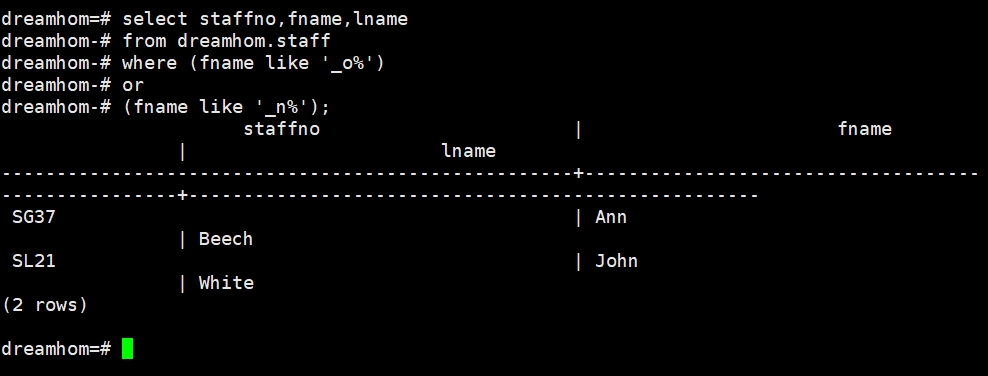 dreamhom=# select staffno,fname,lname
dreamhom-# from dreamhom.staff
dreamhom-# where (fname like '_o%')
dreamhom-# or
dreamhom-# (fname like '_n%');
                      staffno                       |                       fname
                |                       lname
----------------------------------------------------+------------------------------------
----------------+----------------------------------------------------
 SG37                                               | Ann
                | Beech
 SL21                                               | John
                | White
(2 rows)
dreamhom=#